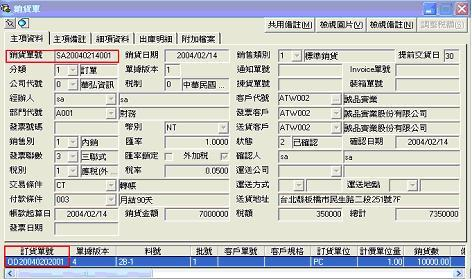 銷貨單
共用備註(M) 檢視圖片(V) 檢視備註(N) 調整稅額(S)
主項資料 主項備註 細項資料 出庫明細 附加檔案
銷貨單號 SA20040214001 銷貨日期 2004/02/14 銷售類別 1 標準銷貨 提前交貨日 30
分類 1 訂單 單據版本 1 通知單號 Invoice單號
公司代號 0 華弘資訊 稅制 0 中華民國... 揀貨單號 裝箱單號
經辦人 sa sa 客戶代號 ATW002 誠品實業
部門代號 A001 財務 發票客戶 ATW002 誠品實業股份有限公司
發票號碼 幣別 NT 送貨客戶 ATW002 誠品實業股份有限公司
銷售別 1 內銷 匯率 1.0000 狀態 2 已確認 確認日期 2004/02/14
發票聯數 3 三聯式 匯率鎖定 外加稅 確認人 sa sa
稅別 1 應稅(外... 稅率 0.0500 運送公司
交易條件 CT 轉帳 運送方式 運送地點
付款條件 003 月結90天 送貨地址 台北縣板橋市民生路二段251號7F
帳款起算日 2004/02/14 銷貨金額 7000000 稅額 350000 總計 7350000
發票日期
訂貨單號 單據版本 料號 批號 客戶單號 客戶規格 訂貨單位 計價單位量 銷貨數
OD20040202001 4 2B-1 1 PC 1.00 10000.00